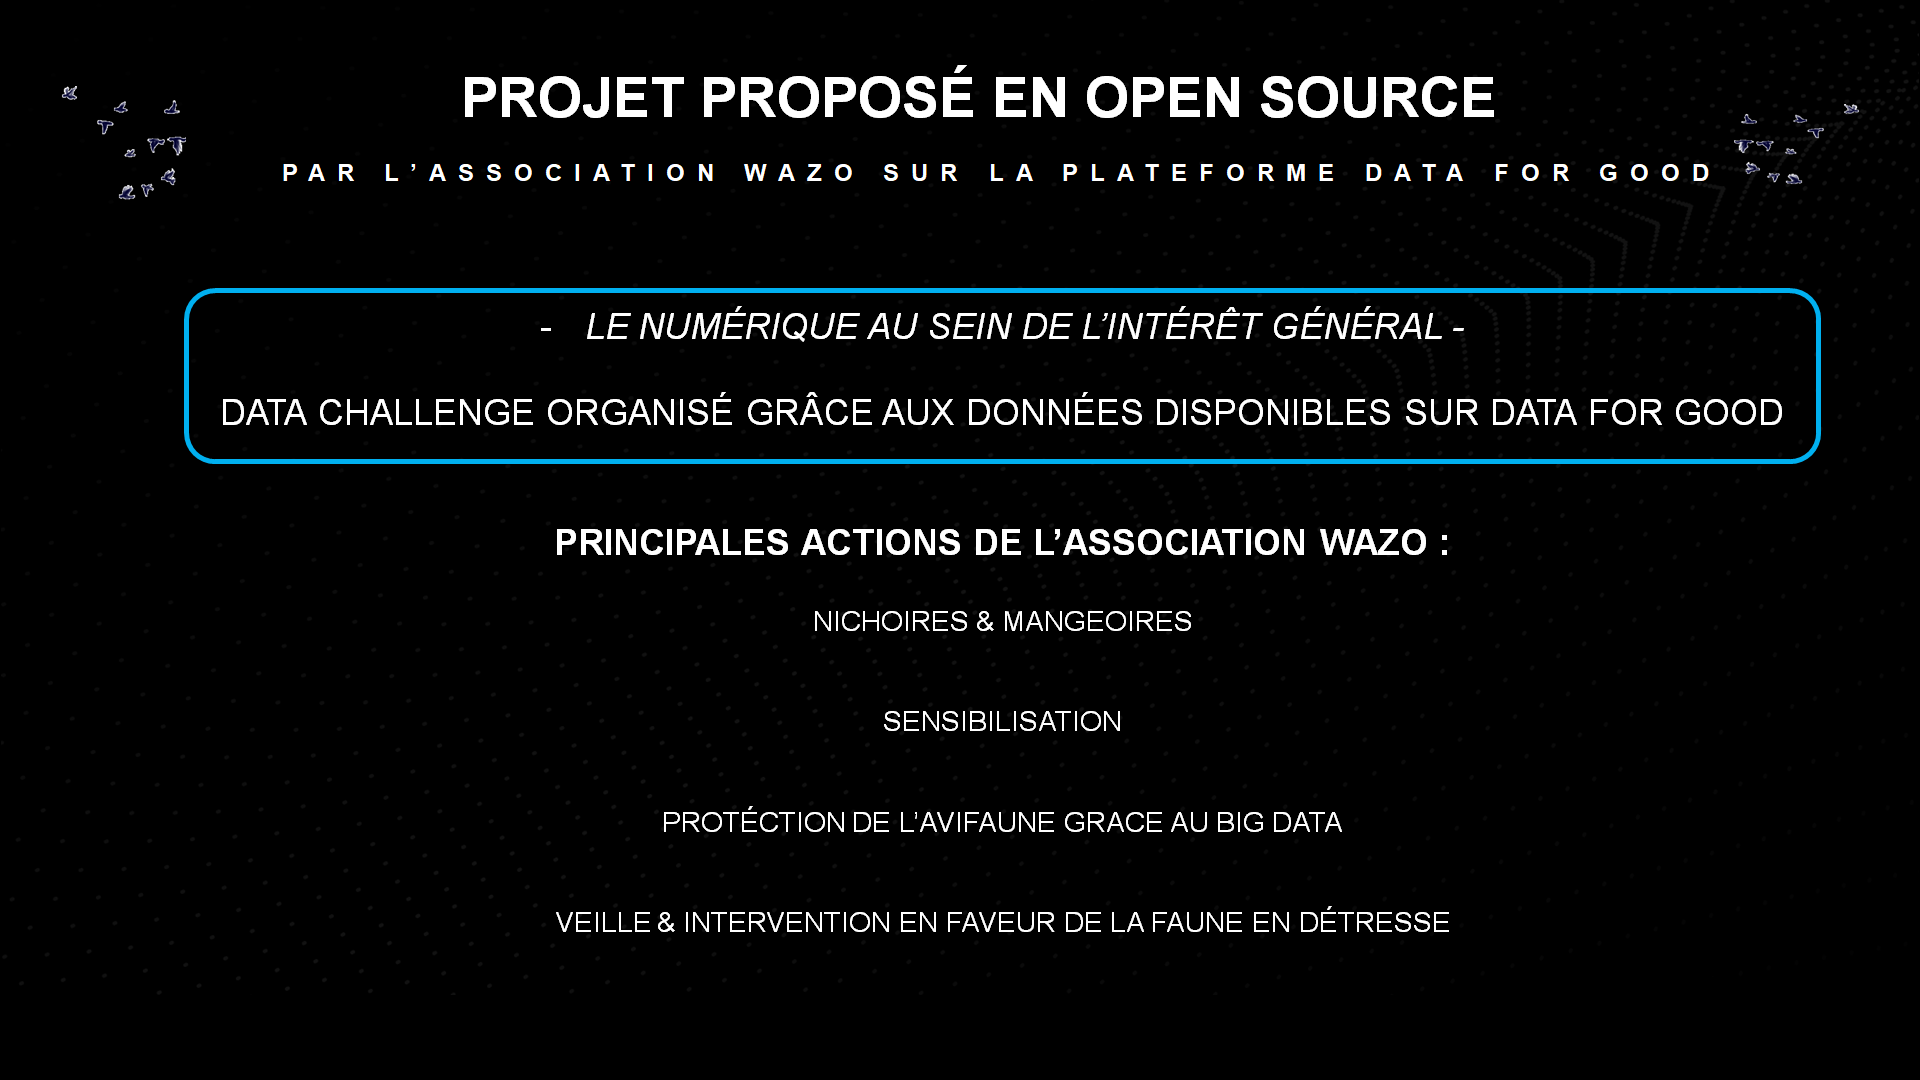 PROJET PROPOSÉ EN OPEN SOURCE
PAR L’ASSOCIATION WAZO SUR LA PLATEFORME DATA FOR GOOD
- LE NUMÉRIQUE AU SEIN DE L’INTÉRÊT GÉNÉRAL -
DATA CHALLENGE ORGANISÉ GRÂCE AUX DONNÉES DISPONIBLES SUR DATA FOR GOOD
PRINCIPALES ACTIONS DE L’ASSOCIATION WAZO :
NICHOIRES & MANGEOIRES
SENSIBILISATION
PROTÉCTION DE L’AVIFAUNE GRACE AU BIG DATA
VEILLE & INTERVENTION EN FAVEUR DE LA FAUNE EN DÉTRESSE